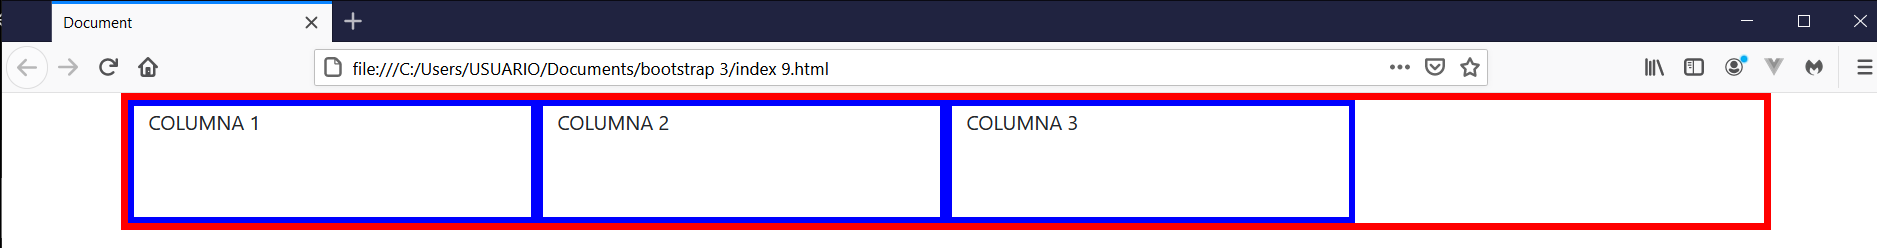 Document
file:///C:/Users/USUARIO/Documents/bootstrap 3/index 9.html
COLUMNA 1 COLUMNA 2 COLUMNA 3